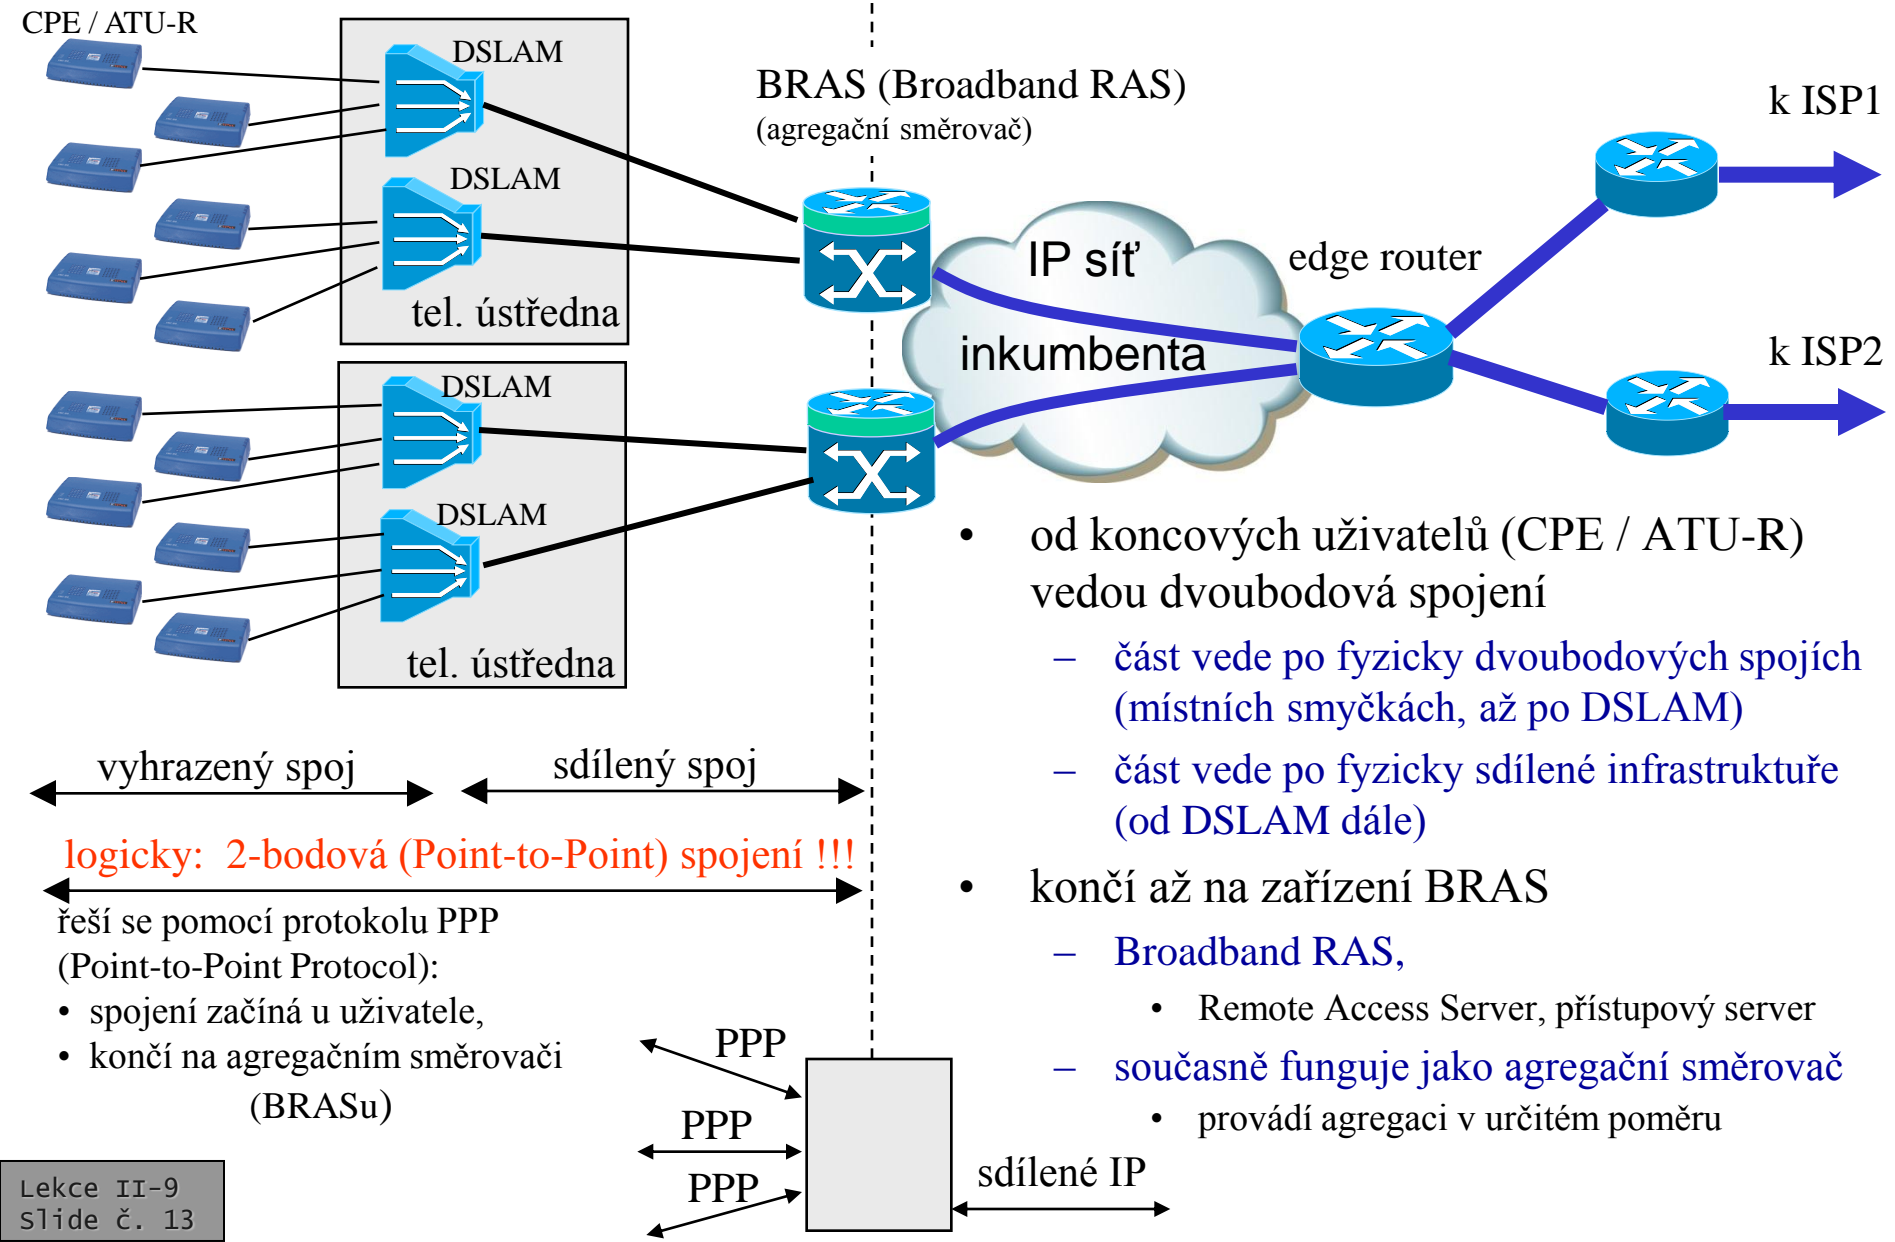 CPE / ATU-R
DSLAM
DSLAM
tel. ústředna
DSLAM
DSLAM
tel. ústředna
BRAS (Broadband RAS)
(agregační směrovač)
IP síť
inkumbenta
edge router
k ISP1
k ISP2
vyhrazený spoj
sdílený spoj
logicky: 2-bodová (Point-to-Point) spojení !!!
řeší se pomocí protokolu PPP
(Point-to-Point Protocol):
• spojení začíná u uživatele,
• končí na agregačním směrovači
(BRASu)
PPP
PPP
PPP
sdílené IP
• od koncových uživatelů (CPE / ATU-R)
vedou dvoubodová spojení
– část vede po fyzicky dvoubodových spojích
(místních smyčkách, až po DSLAM)
– část vede po fyzicky sdílené infrastruktuře
(od DSLAM dále)
• končí až na zařízení BRAS
– Broadband RAS,
• Remote Access Server, přístupový server
– současně funguje jako agregační směrovač
• provádí agregaci v určitém poměru
Lekce II-9
Slide č. 13